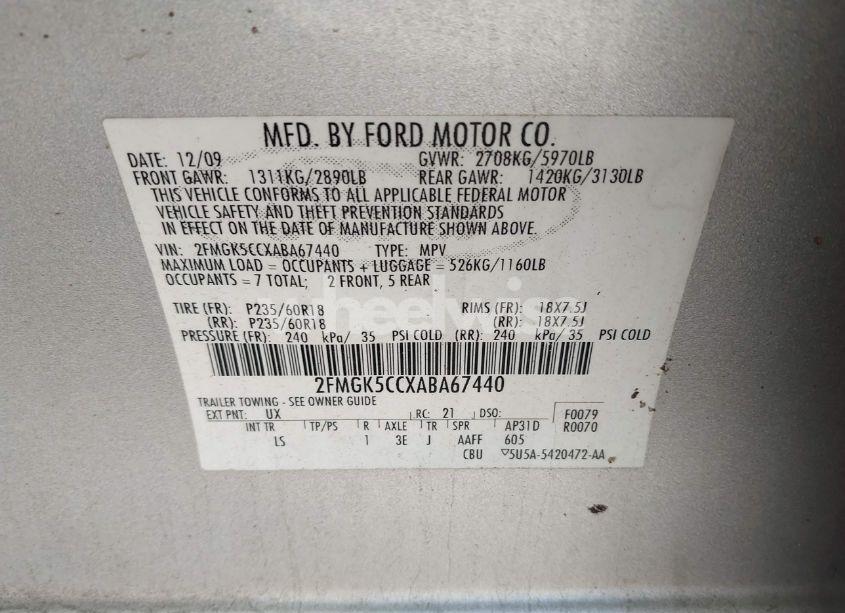 MFD. BY FORD MOTOR CO.
DATE: 12/09 GVWR: 2708KG/5970LB
FRONT GAWR: 1311KG/2890LB REAR GAWR: 1420KG/3130LB
THIS VEHICLE CONFORMS TO ALL APPLICABLE FEDERAL MOTOR
VEHICLE SAFETY AND THEFT PREVENTION STANDARDS
IN EFFECT ON THE DATE OF MANUFACTURE SHOWN ABOVE.
VIN: 2FMGK5CCXABA67440 TYPE: MPV
MAXIMUM LOAD = OCCUPANTS + LUGGAGE = 526KG/1160LB
OCCUPANTS = 7 TOTAL; 2 FRONT, 5 REAR
TIRE (FR): P235/60R18 RIMS (FR): 18X7.5J
(RR): P235/60R18 (RR): 18X7.5J
PRESSURE (FR): 240 kPa/ 35 PSI COLD (RR): 240 kPa/ 35 PSI COLD
2FMGK5CCXABA67440
TRAILER TOWING - SEE OWNER GUIDE
EXT PNT: UX RC: 21 DSO: F0079
INT TR TP/PS R AXLE TR SPR AP31D R0070
LS 1 3E J AAFF 605
CBU ▽5U5A-5420472-AA